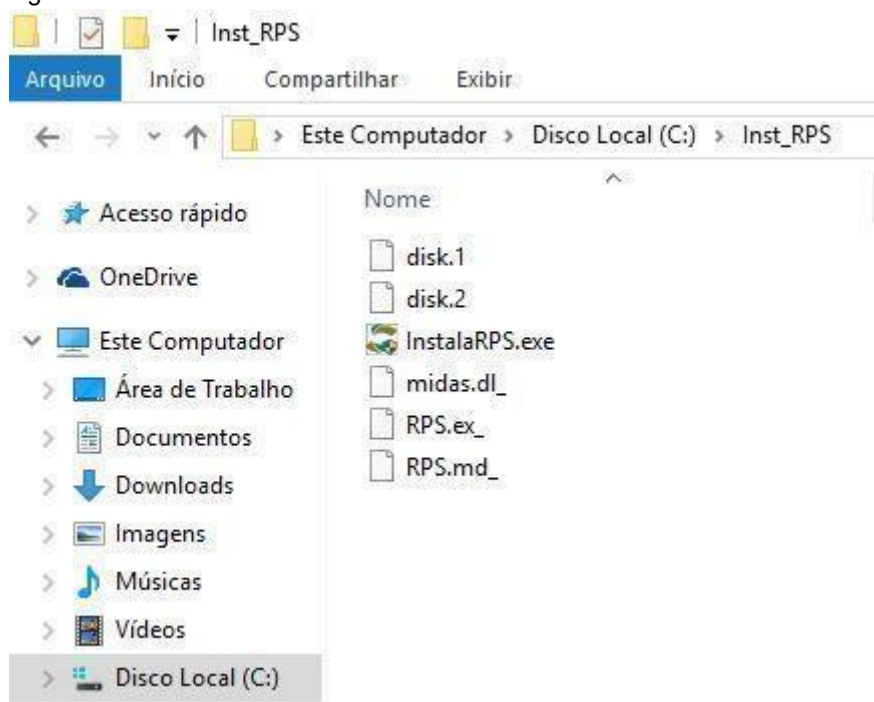 Inst_RPS
Arquivo Início Compartilhar Exibir
Este Computador > Disco Local (C:) > Inst_RPS
Nome
Acesso rápido
OneDrive
Este Computador
Área de Trabalho
Documentos
Downloads
Imagens
Músicas
Vídeos
Disco Local (C:)
disk.1
disk.2
InstalaRPS.exe
midas.dl_
RPS.ex_
RPS.md_